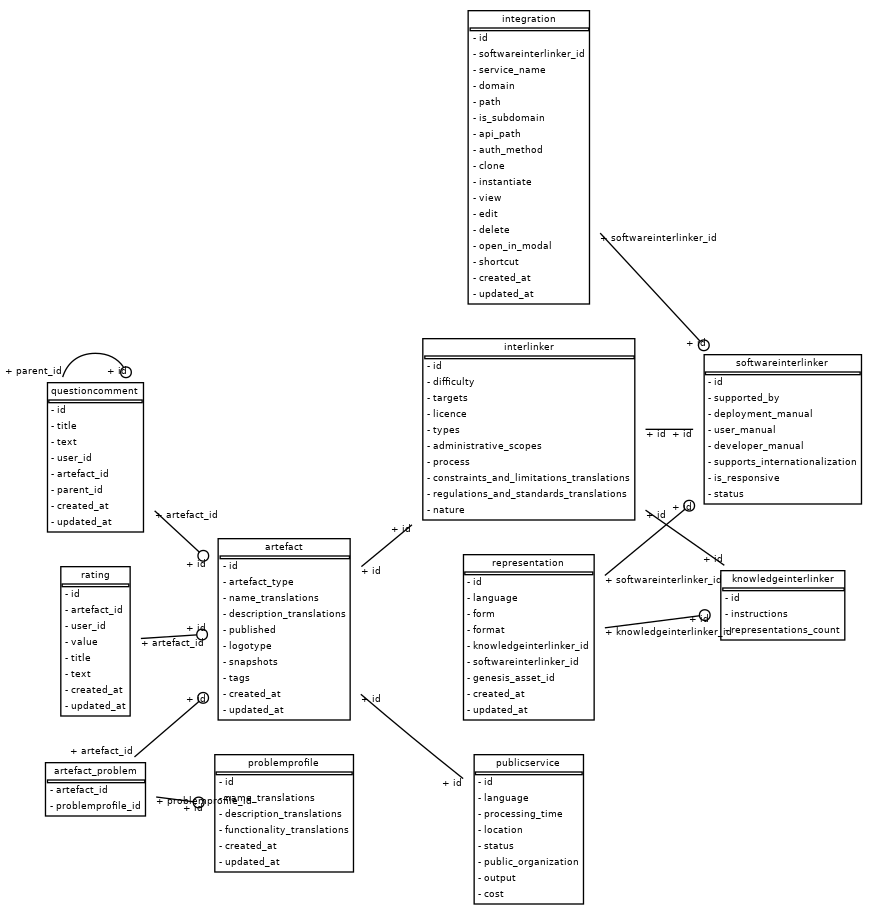 integration
- id
- softwareinterlinker_id
- service_name
- domain
- path
- is_subdomain
- api_path
- auth_method
- clone
- instantiate
- view
- edit
- delete
- open_in_modal
- shortcut
- created_at
- updated_at
+ softwareinterlinker_id
+ id
interlinker
- id
- difficulty
- targets
- licence
- types
- administrative_scopes
- process
- constraints_and_limitations_translations
- regulations_and_standards_translations
- nature
softwareinterlinker
- id
- supported_by
- deployment_manual
- user_manual
- developer_manual
- supports_internationalization
- is_responsive
- status
+ id + id
+ parent_id
+ id
questioncomment
- id
- title
- text
- user_id
- artefact_id
- parent_id
- created_at
- updated_at
+ artefact_id
+ id
+ id
+ id
+ id
+ id
+ id
artefact
- id
- artefact_type
- name_translations
- description_translations
- published
- logotype
- snapshots
- tags
- created_at
- updated_at
rating
- id
- artefact_id
- user_id
- value
- title
- text
- created_at
- updated_at
+ id
+ artefact_id
representation
- id
- language
- form
- format
- knowledgeinterlinker_id
- softwareinterlinker_id
- genesis_asset_id
- created_at
- updated_at
+ softwareinterlinker_id
+ id
+ knowledgeinterlinker_id
knowledgeinterlinker
- id
- instructions
- representations_count
+ id
+ artefact_id
+ id
+ id
artefact_problem
- artefact_id
- problemprofile_id
+ problemprofile_id
+ id
problemprofile
- id
- name_translations
- description_translations
- functionality_translations
- created_at
- updated_at
publicservice
- id
- language
- processing_time
- location
- status
- public_organization
- output
- cost